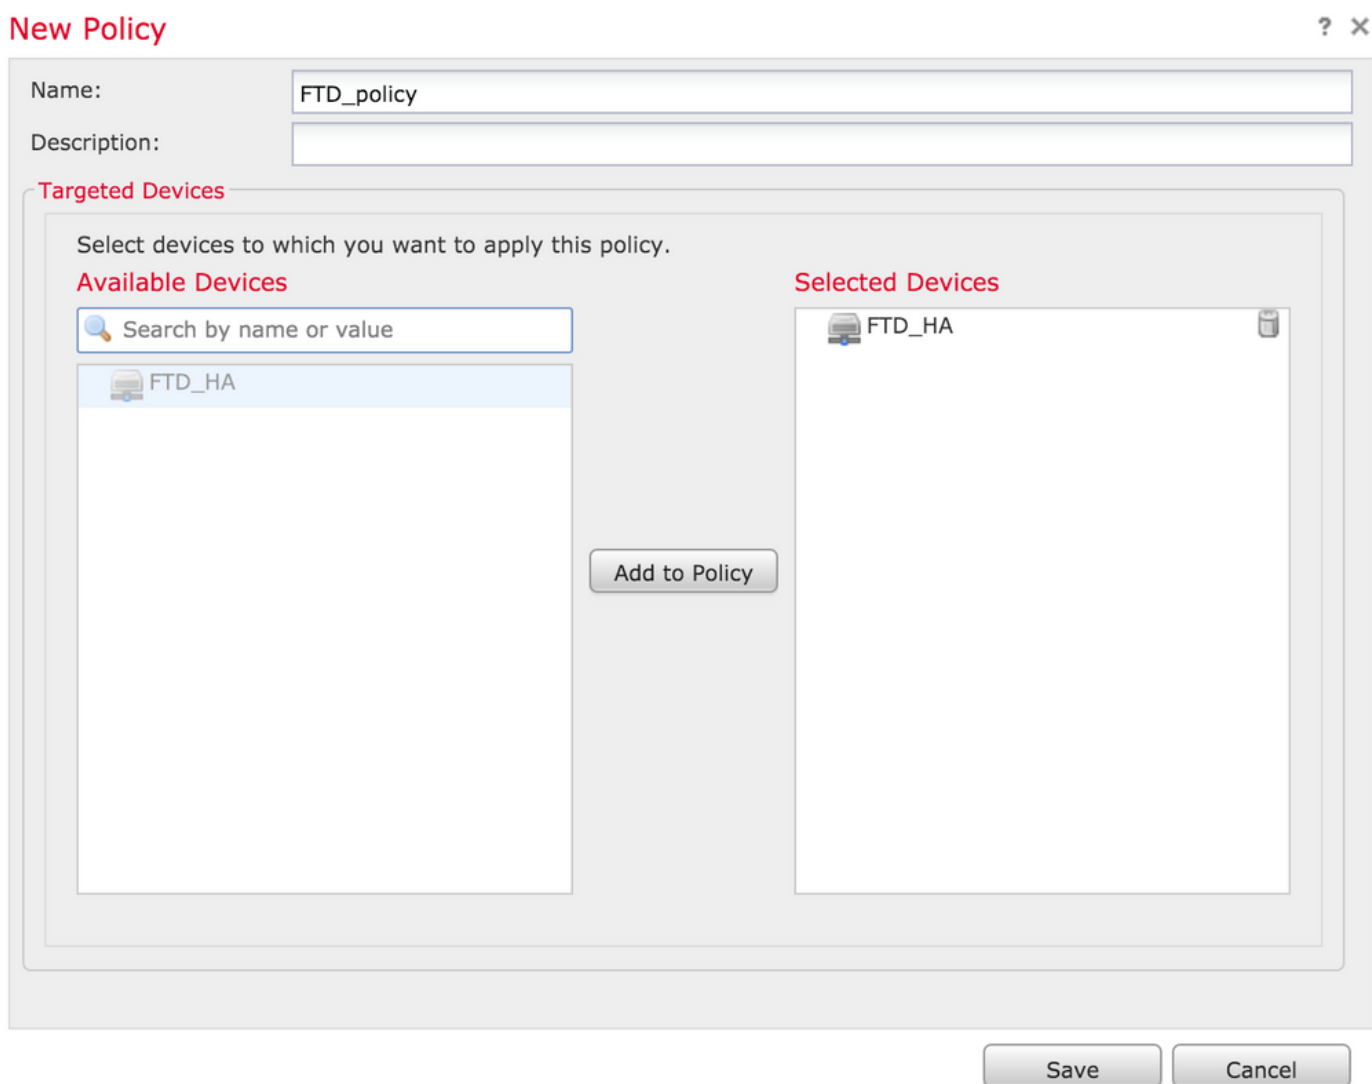 New Policy ? ×
Name: FTD_policy
Description:
Targeted Devices
Select devices to which you want to apply this policy.
Available Devices
Search by name or value
FTD_HA
Add to Policy
Selected Devices
FTD_HA
Save Cancel